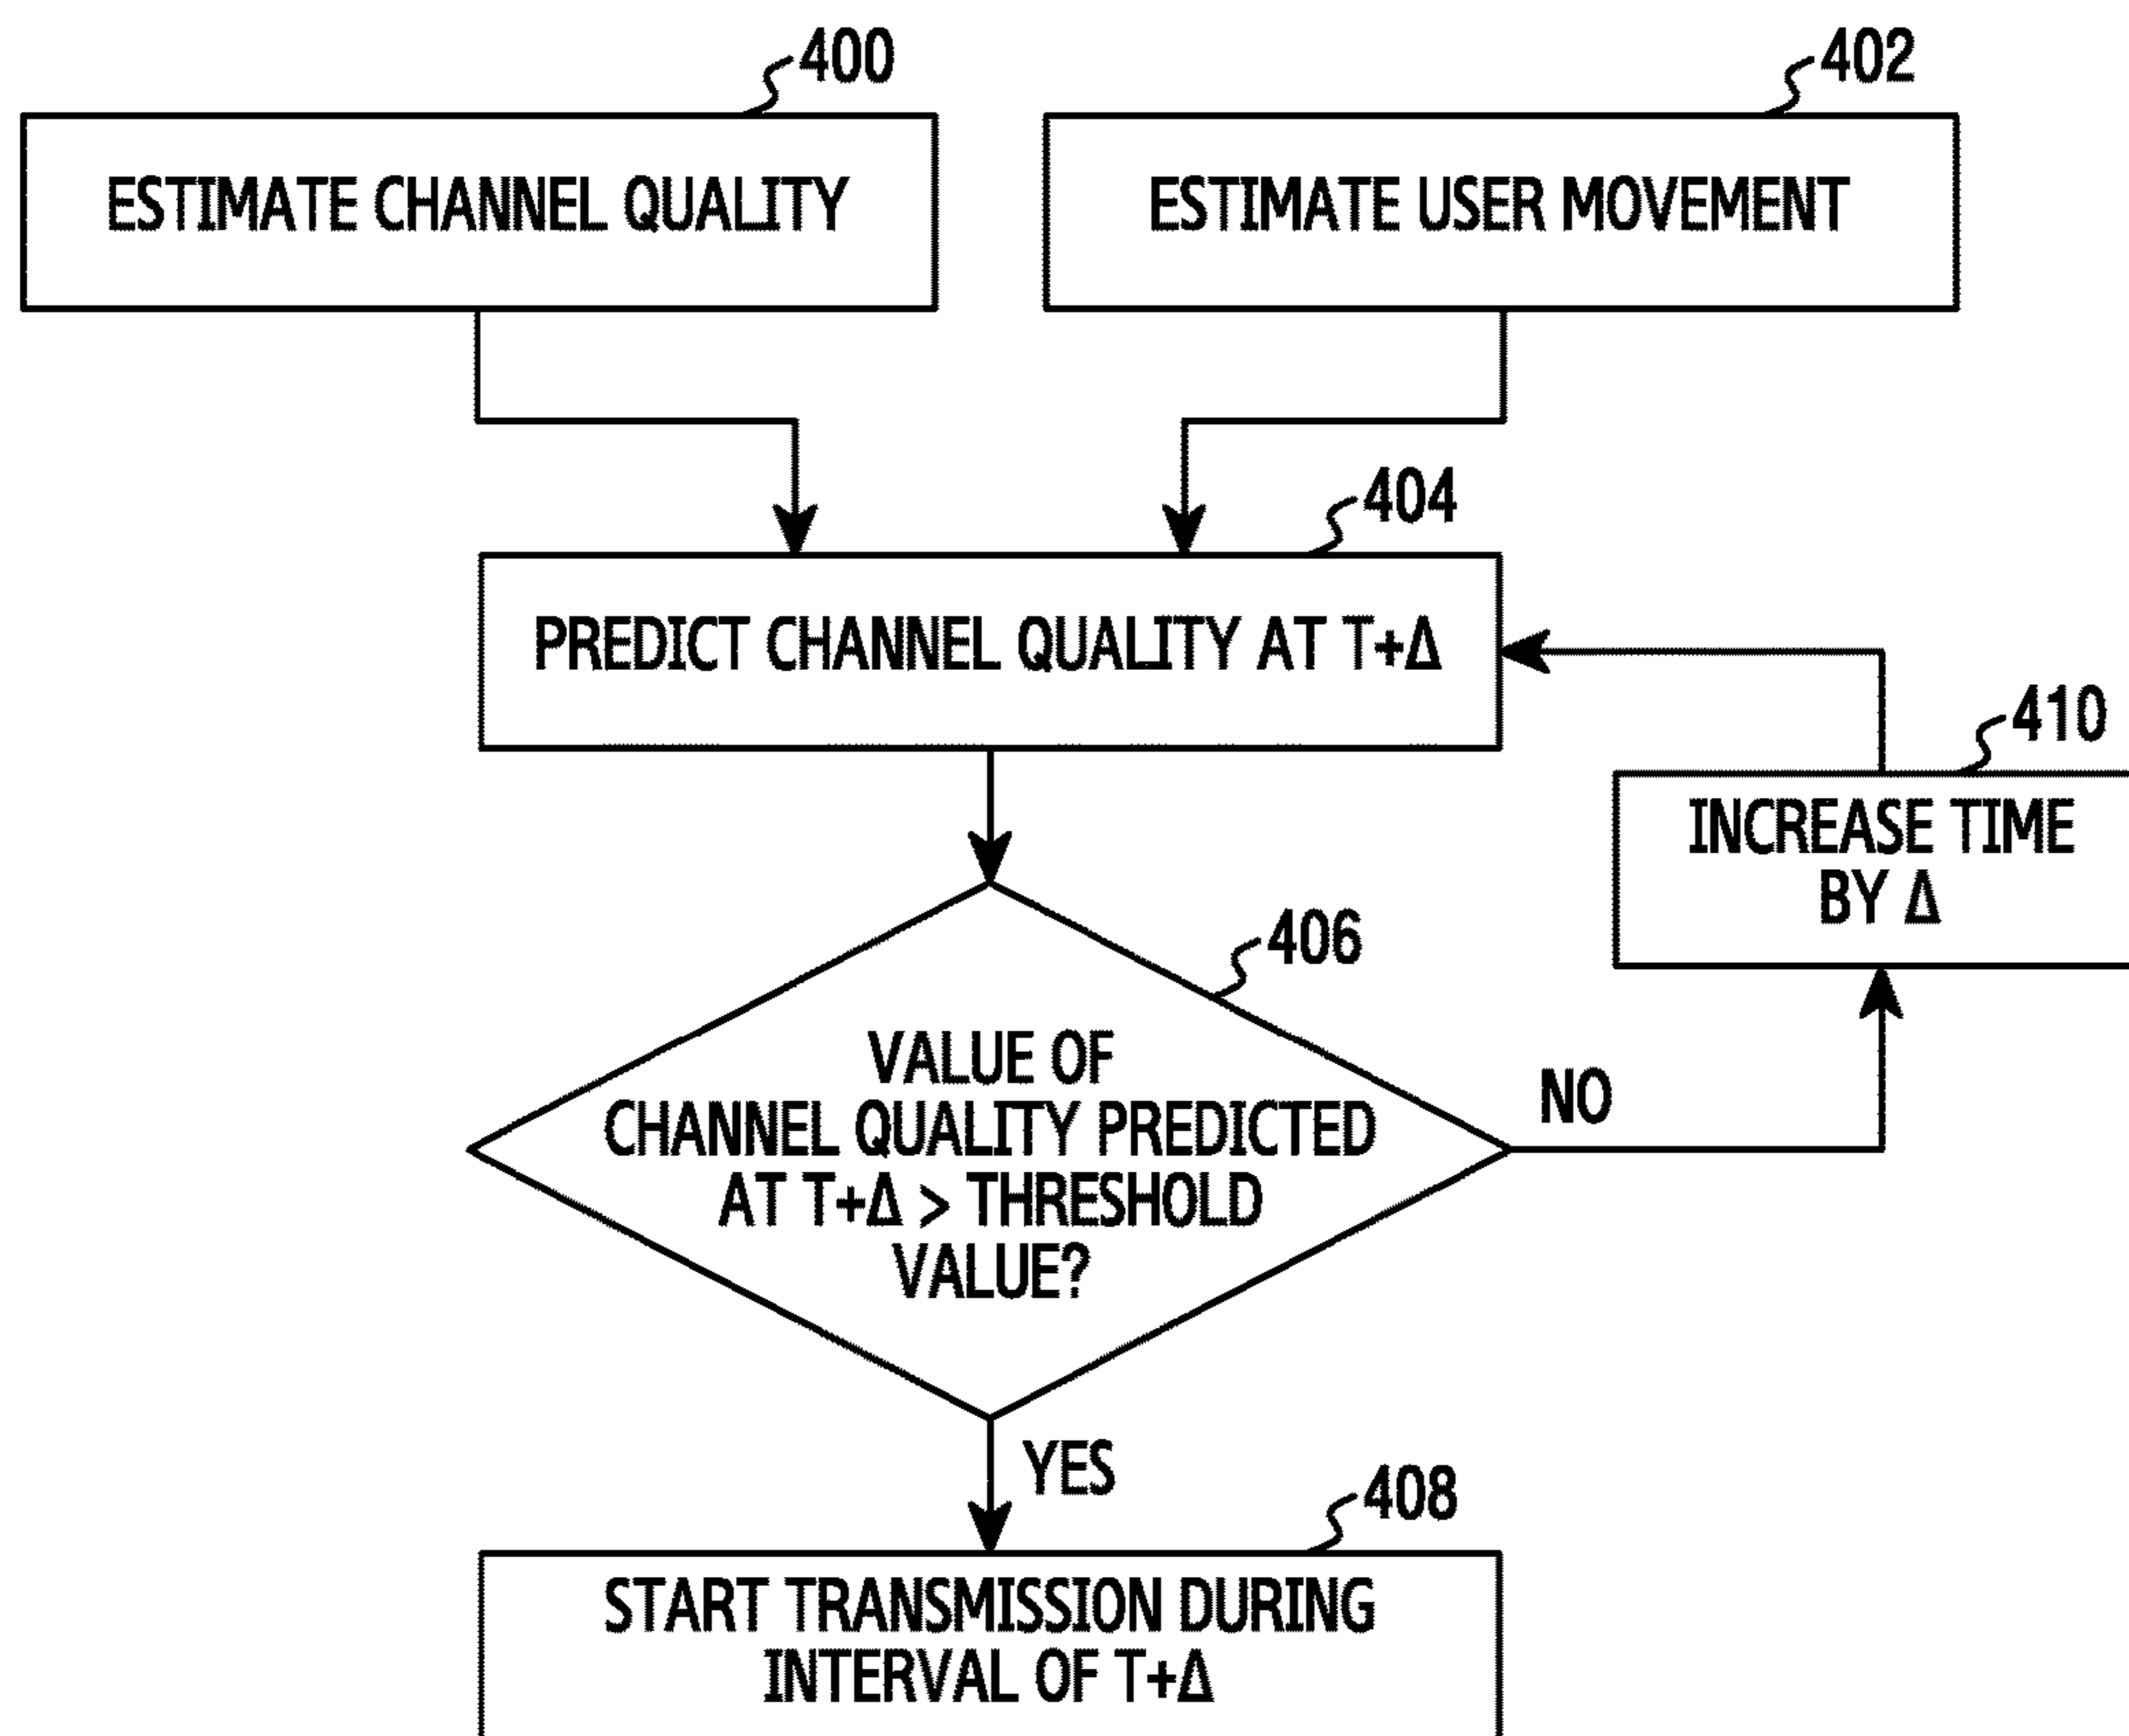 400
402
ESTIMATE CHANNEL QUALITY
ESTIMATE USER MOVEMENT
404
PREDICT CHANNEL QUALITY AT T+Δ
410
INCREASE TIME
BY Δ
406
VALUE OF
CHANNEL QUALITY PREDICTED
AT T+Δ > THRESHOLD
VALUE?
NO
YES
408
START TRANSMISSION DURING
INTERVAL OF T+Δ